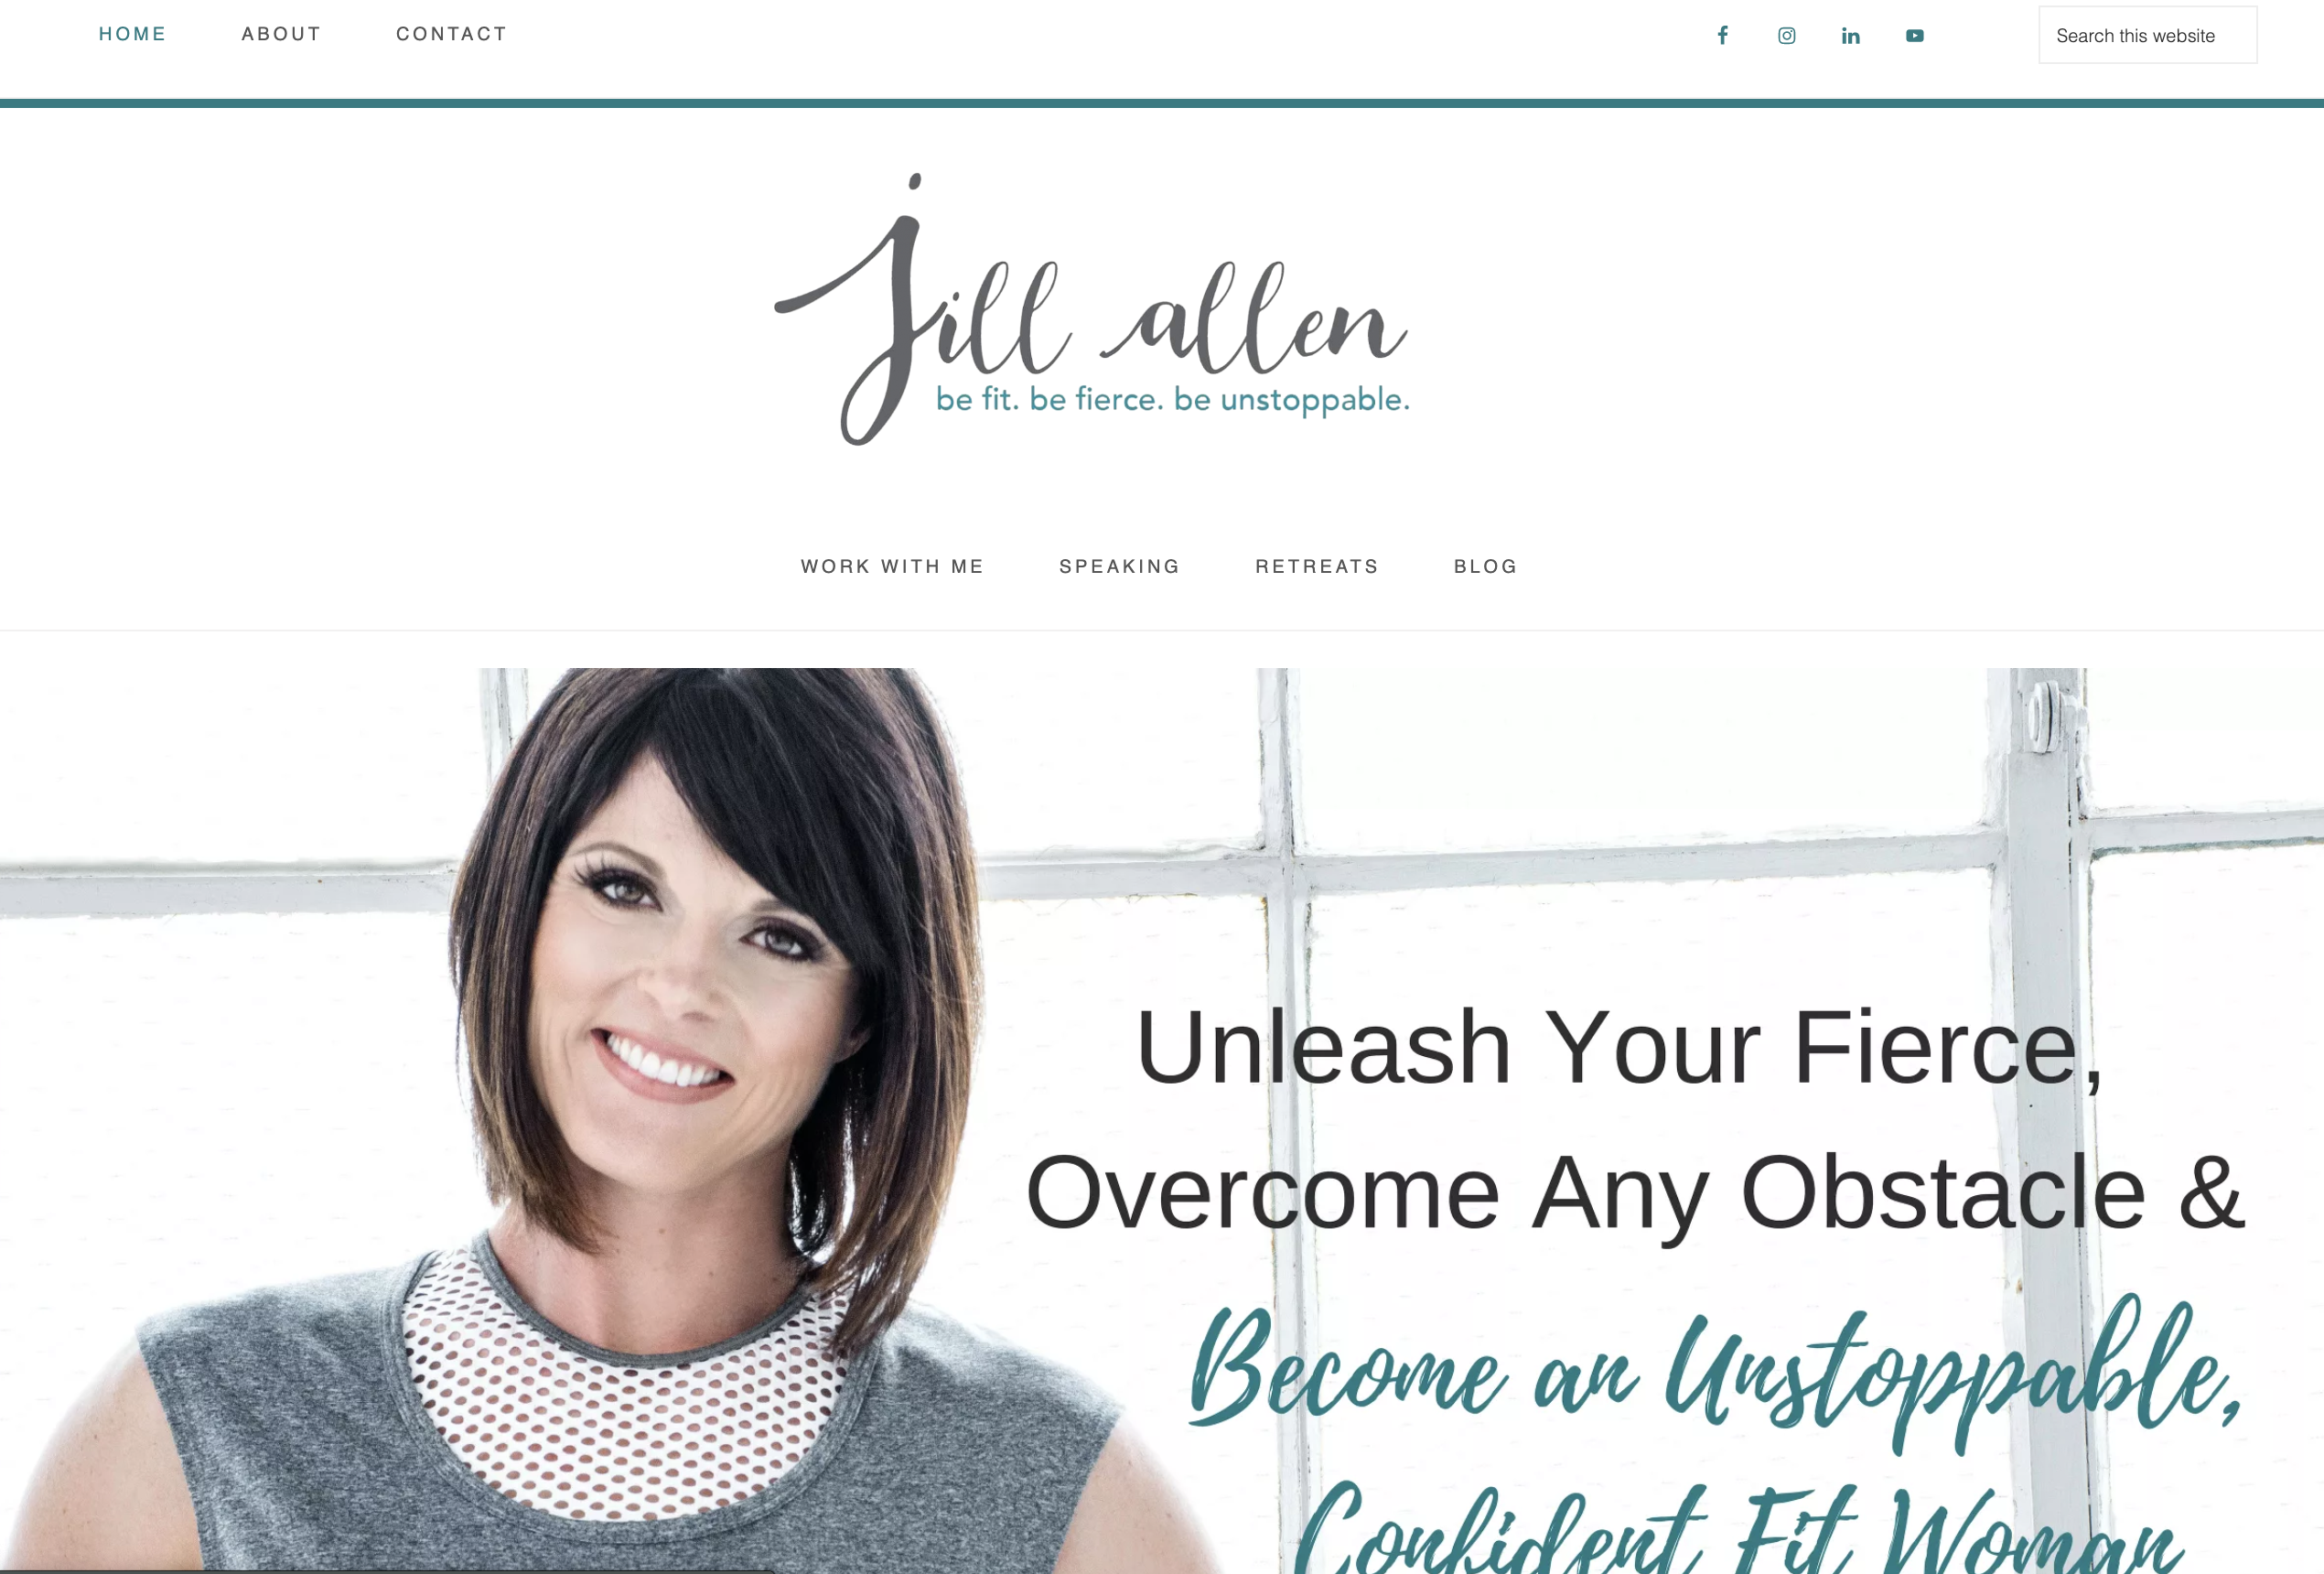 HOME ABOUT CONTACT
Search this website
jill allen
be fit. be fierce. be unstoppable.
WORK WITH ME SPEAKING RETREATS BLOG
Unleash Your Fierce,
Overcome Any Obstacle &
Become an Unstoppable,
Confident Fit Woman